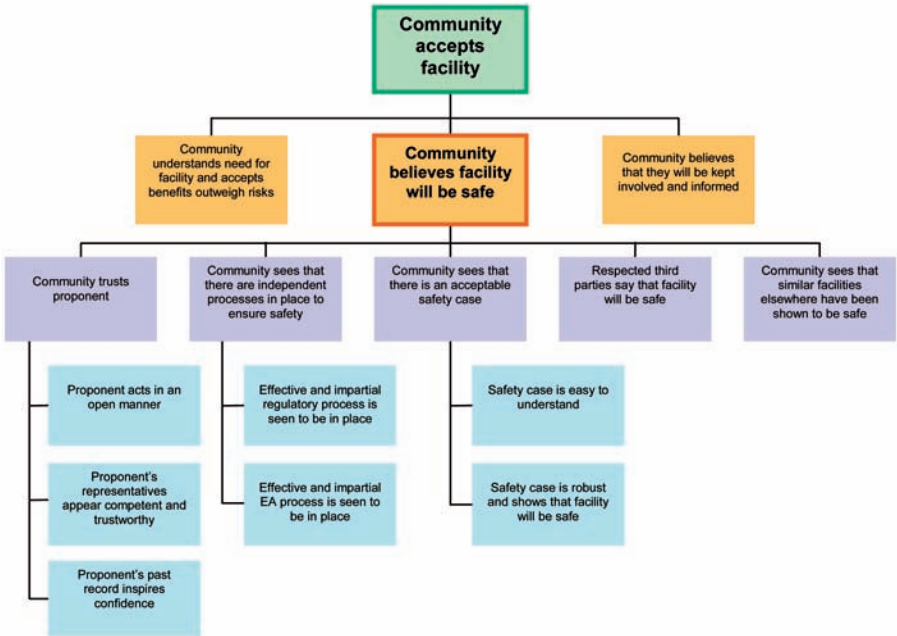 Community
accepts
facility
Community
understands need for
facility and accepts
benefits outweigh risks
Community
believes facility
will be safe
Community believes
that they will be kept
involved and informed
Community trusts
proponent
Community sees that
there are independent
processes in place to
ensure safety
Community sees that
there is an acceptable
safety case
Respected third
parties say that facility
will be safe
Community sees that
similar facilities
elsewhere have been
shown to be safe
Proponent acts in an
open manner
Effective and impartial
regulatory process is
seen to be in place
Safety case is easy to
understand
Proponent's
representatives
appear competent and
trustworthy
Effective and impartial
EA process is seen to
be in place
Safety case is robust
and shows that facility
will be safe
Proponent's past
record inspires
confidence